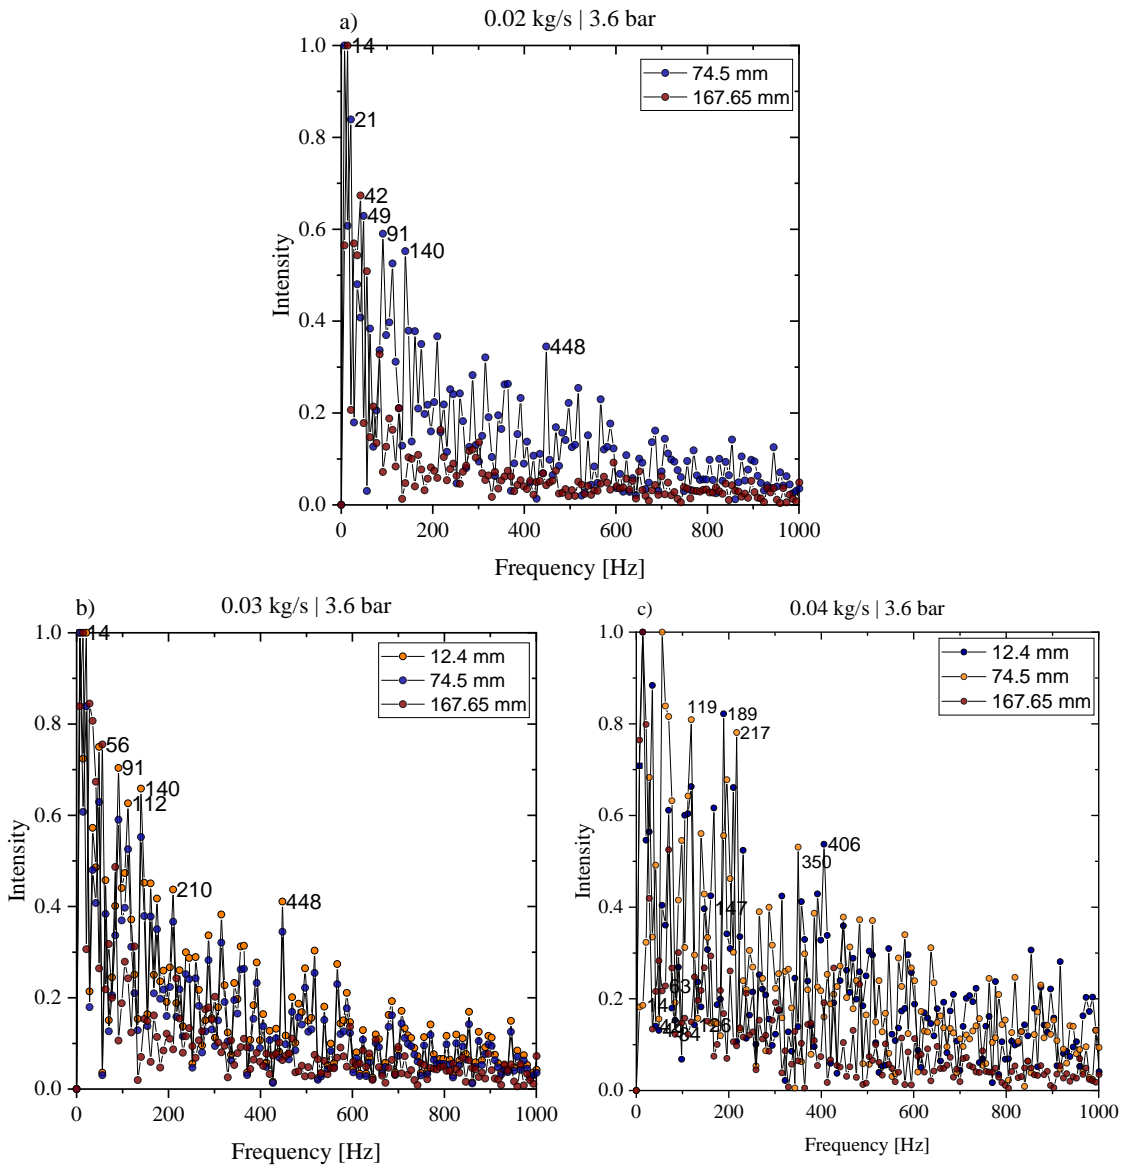 a)
0.02 kg/s | 3.6 bar
1.0
0.8
0.6
0.4
0.2
0.0
Intensity
14
21
42
49
91
140
448
74.5 mm
167.65 mm
0 200 400 600 800 1000
Frequency [Hz]
b)
0.03 kg/s | 3.6 bar
1.0
0.8
0.6
0.4
0.2
0.0
Intensity
14
56
91
140
112
210
448
12.4 mm
74.5 mm
167.65 mm
0 200 400 600 800 1000
Frequency [Hz]
c)
0.04 kg/s | 3.6 bar
1.0
0.8
0.6
0.4
0.2
0.0
Intensity
119
189
217
406
350
147
63
14
126
84
12.4 mm
74.5 mm
167.65 mm
0 200 400 600 800 1000
Frequency [Hz]